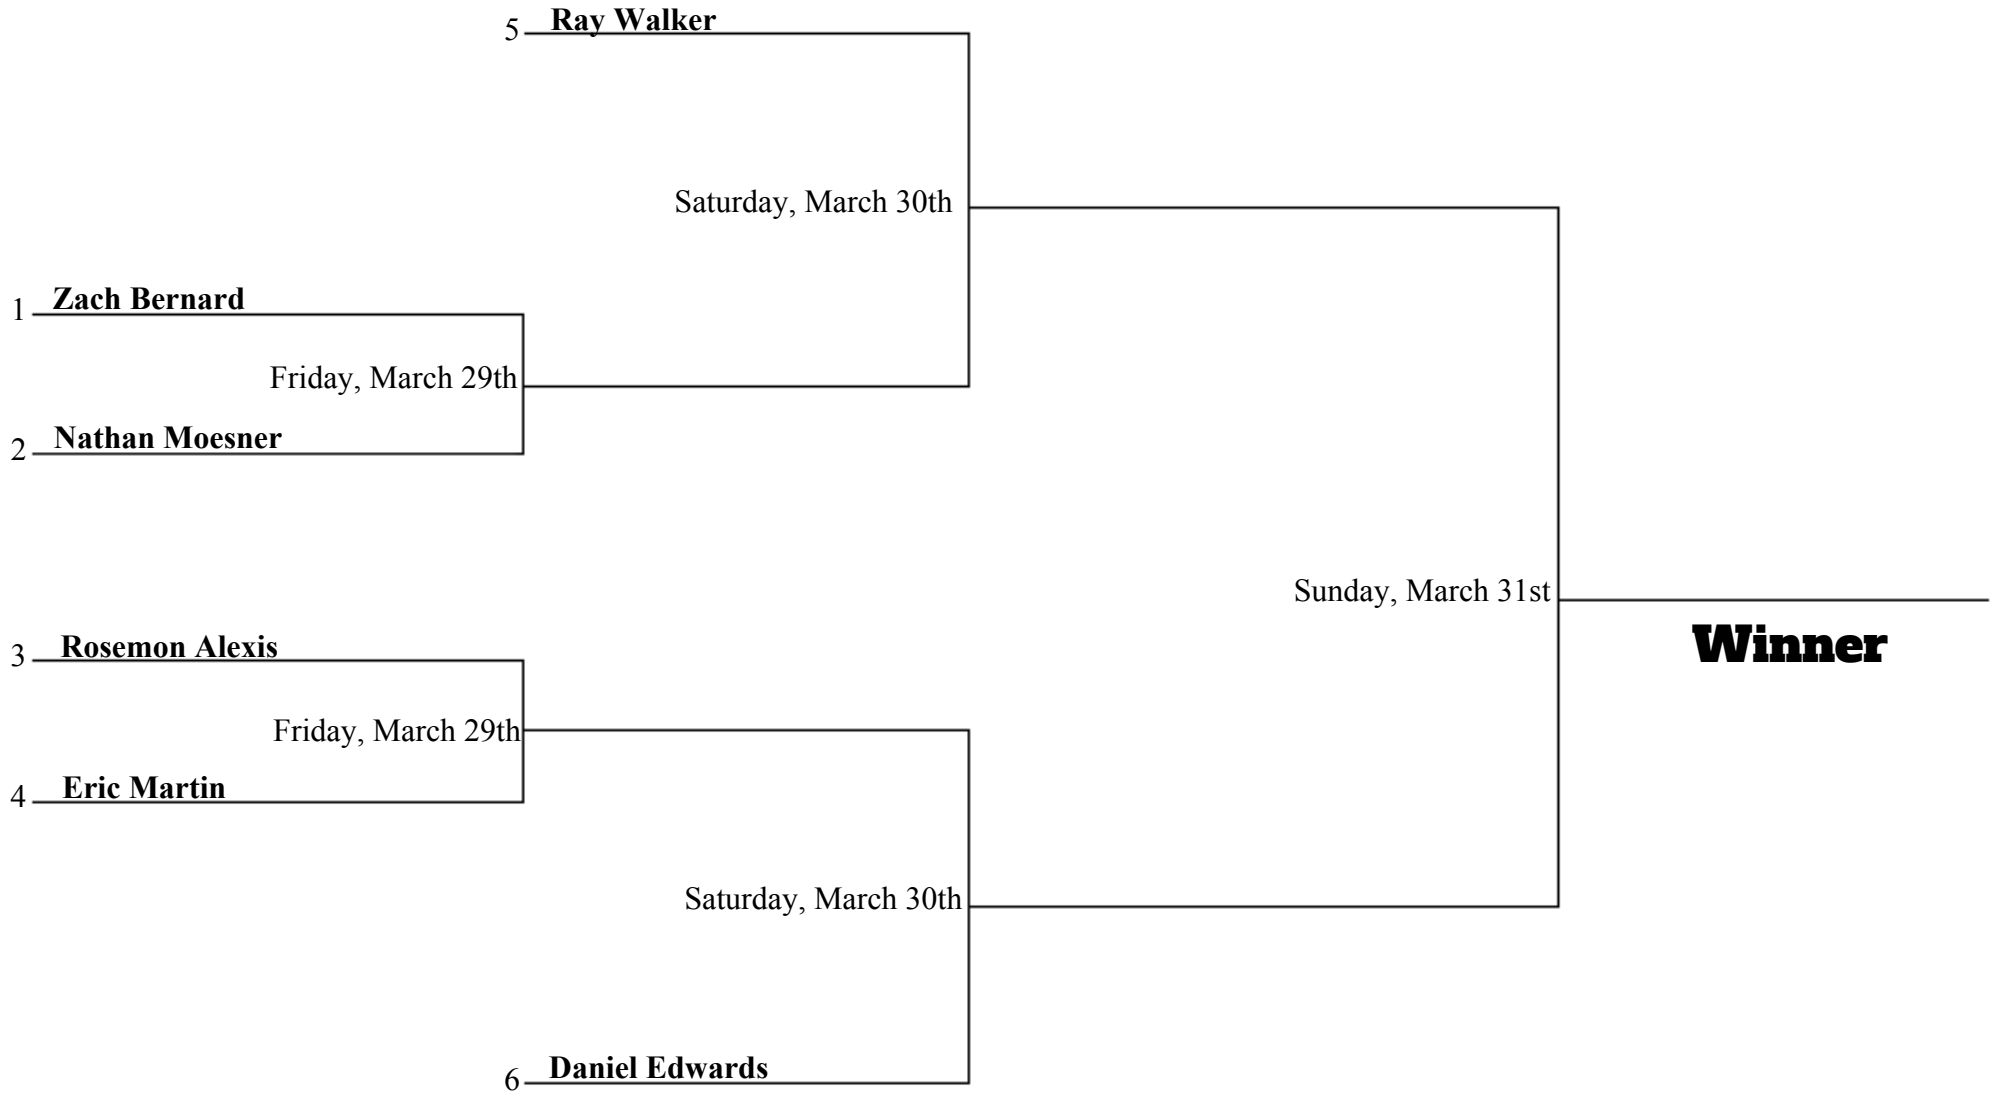 5 Ray Walker
Saturday, March 30th
1 Zach Bernard
Friday, March 29th
2 Nathan Moesner
Sunday, March 31st
Winner
3 Rosemon Alexis
Friday, March 29th
4 Eric Martin
Saturday, March 30th
6 Daniel Edwards